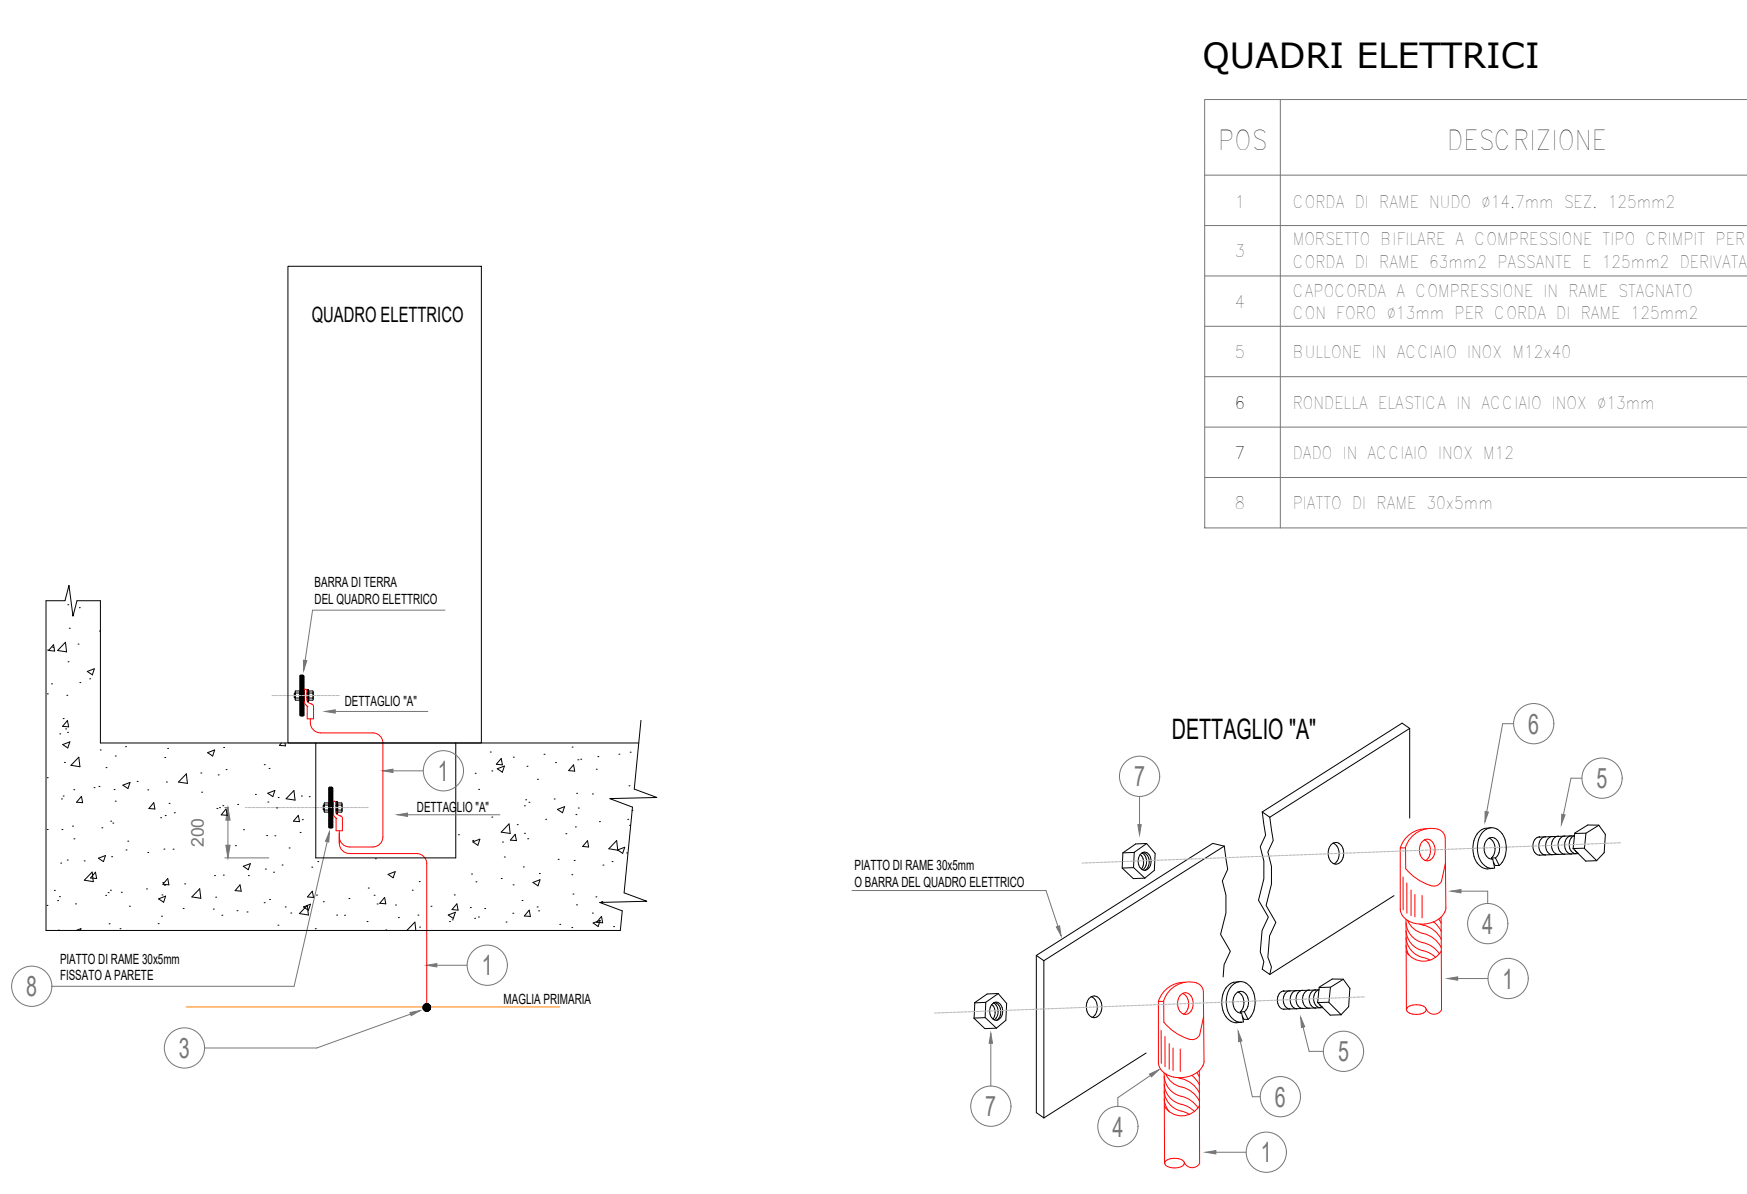 QUADRI ELETTRICI
POS DESCRIZIONE
1 CORDA DI RAME NUDO ø14.7mm SEZ. 125mm2
3 MORSETTO BIFILARE A COMPRESSIONE TIPO CRIMPIT PER
CORDA DI RAME 63mm2 PASSANTE E 125mm2 DERIVATA
4 CAPOCORDA A COMPRESSIONE IN RAME STAGNATO
CON FORO ø13mm PER CORDA DI RAME 125mm2
5 BULLONE IN ACCIAIO INOX M12x40
6 RONDELLA ELASTICA IN ACCIAIO INOX ø13mm
7 DADO IN ACCIAIO INOX M12
8 PIATTO DI RAME 30x5mm
QUADRO ELETTRICO
BARRA DI TERRA
DEL QUADRO ELETTRICO
DETTAGLIO "A"
1
DETTAGLIO "A"
200
PIATTO DI RAME 30x5mm
FISSATO A PARETE
8
1
MAGLIA PRIMARIA
3
DETTAGLIO "A"
6
7
5
PIATTO DI RAME 30x5mm
O BARRA DEL QUADRO ELETTRICO
4
1
5
6
7
4
1